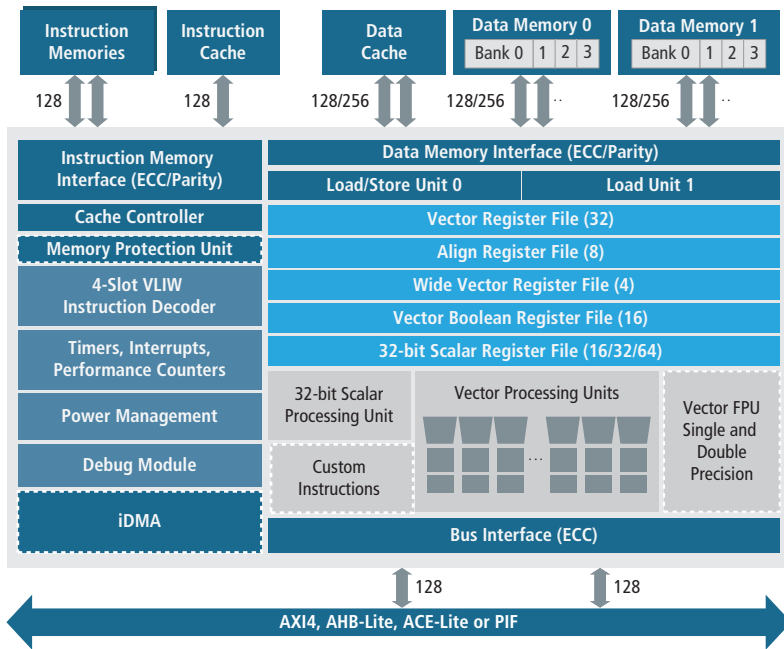 Instruction
Memories
Instruction
Cache
Data
Cache
Data Memory 0
Bank 0 1 2 3
Data Memory 1
Bank 0 1 2 3
128
128
128/256
128/256
..
128/256
..
Instruction Memory
Interface (ECC/Parity)
Cache Controller
Memory Protection Unit
4-Slot VLIW
Instruction Decoder
Timers, Interrupts,
Performance Counters
Power Management
Debug Module
iDMA
Data Memory Interface (ECC/Parity)
Load/Store Unit 0
Load Unit 1
Vector Register File (32)
Align Register File (8)
Wide Vector Register File (4)
Vector Boolean Register File (16)
32-bit Scalar Register File (16/32/64)
32-bit Scalar
Processing Unit
Custom
Instructions
Vector Processing Units
...
Vector FPU
Single and
Double
Precision
Bus Interface (ECC)
128
128
AXI4, AHB-Lite, ACE-Lite or PIF